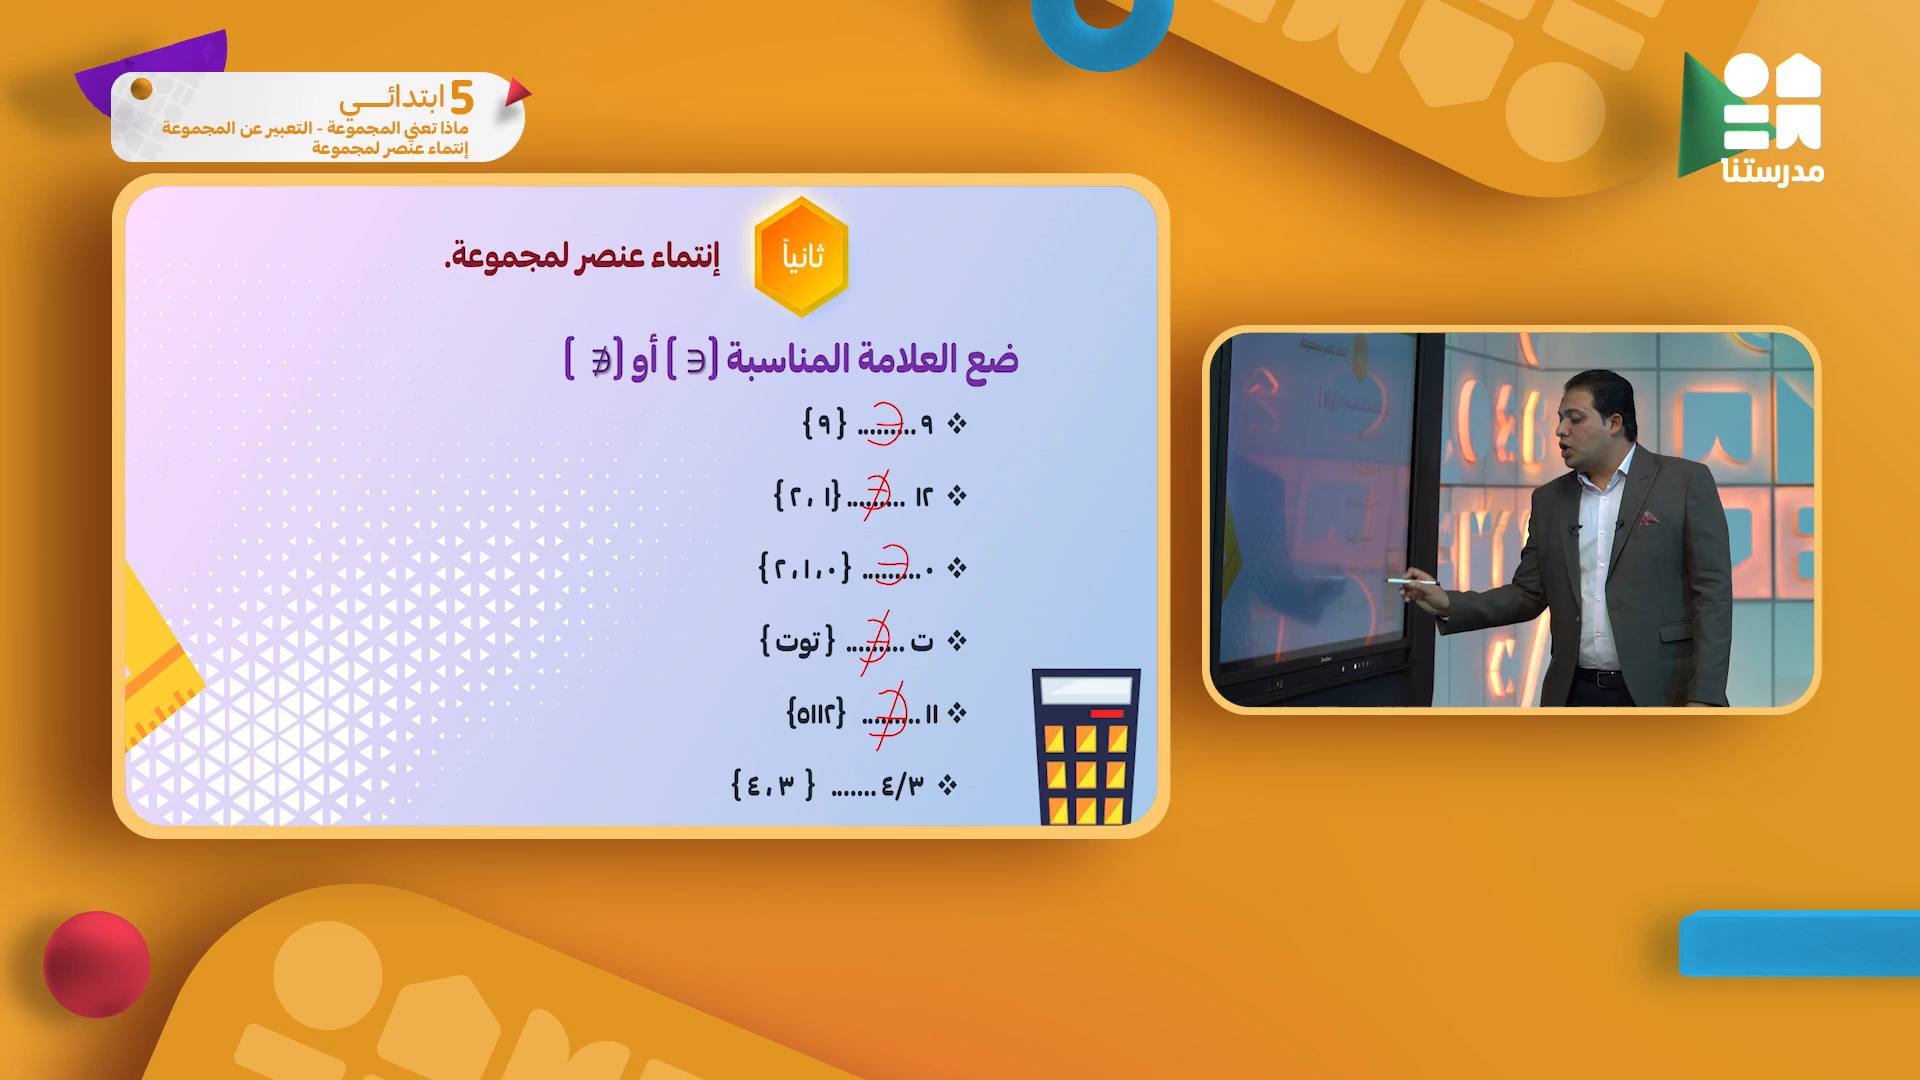 5 ابتدائـــي
ماذا تعني المجموعة - التعبير عن المجموعة
إنتماء عنصر لمجموعة
مدرستنا
ثانياً
إنتماء عنصر لمجموعة.
ضع العلامة المناسبة (∋) أو (∌)
❖ ٩ ......... {٩} ∋
❖ ١٢ ......... {١ ، ٢} ∌
❖ ٠ ......... {٠،١،٢} ∋
❖ ت ......... {توت} ∌
❖ ١١ ......... {٥١١٢} ∌
❖ ٤/٣ ....... {٣ ، ٤}